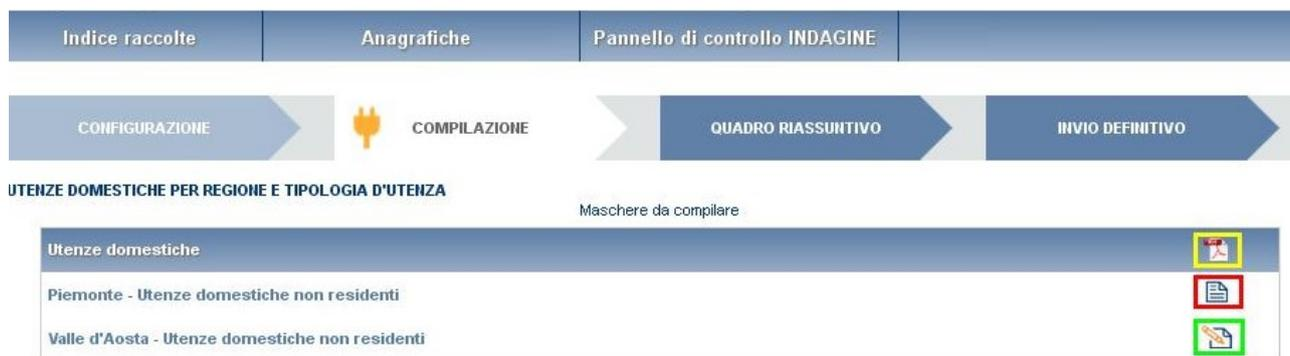 Indice raccolte Anagrafiche Pannello di controllo INDAGINE
CONFIGURAZIONE COMPILAZIONE QUADRO RIASSUNTIVO INVIO DEFINITIVO
UTENZE DOMESTICHE PER REGIONE E TIPOLOGIA D'UTENZA
Maschere da compilare
Utenze domestiche
Piemonte - Utenze domestiche non residenti
Valle d'Aosta - Utenze domestiche non residenti